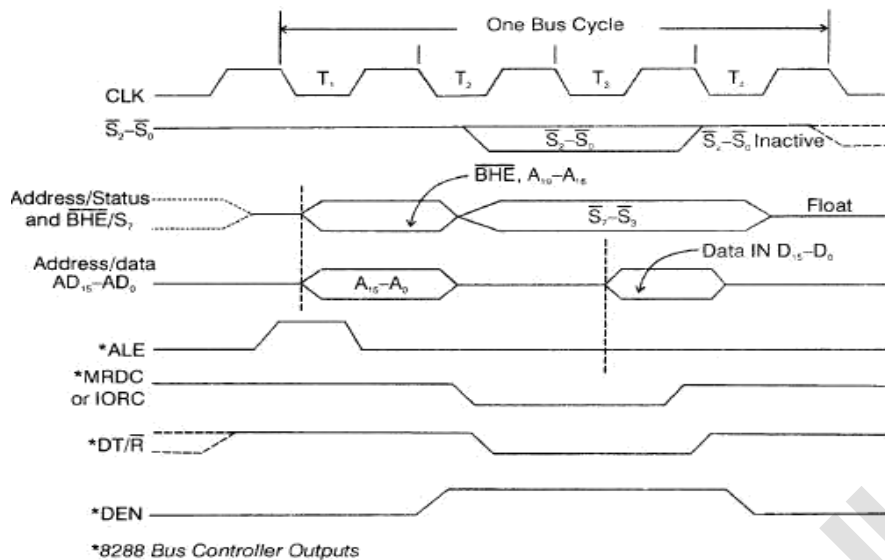 One Bus Cycle
CLK T₁ T₂ T₃ T₄
S̅₂–S̅₀ S̅₂–S̅₀ S̅₂–S̅₀ Inactive
B̅H̅E̅, A₁₉–A₁₆
Address/Status
and B̅H̅E̅/S₇ S̅₇–S̅₃ Float
Data IN D₁₅–D₀
Address/data
AD₁₅–AD₀ A₁₅–A₀
*ALE
*MRDC
or IORC
*DT/R̅
*DEN
*8288 Bus Controller Outputs